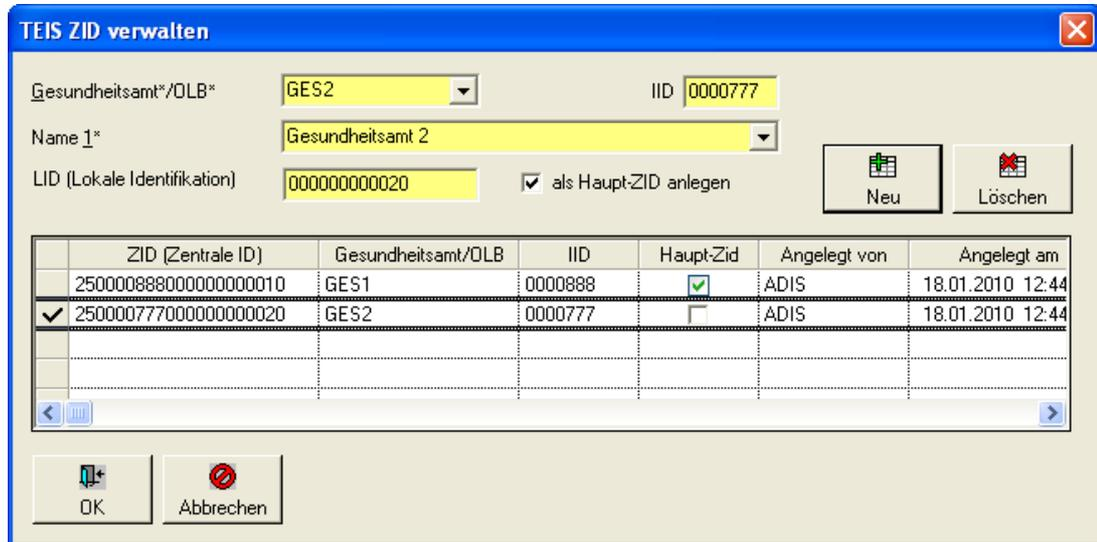 TEIS ZID verwalten
Gesundheitsamt*/OLB* GES2 IID 0000777
Name 1* Gesundheitsamt 2
LID (Lokale Identifikation) 000000000020 als Haupt-ZID anlegen Neu Löschen
ZID (Zentrale ID) Gesundheitsamt/OLB IID Haupt-Zid Angelegt von Angelegt am
250000888000000000010 GES1 0000888 ADIS 18.01.2010 12:44
250000777000000000020 GES2 0000777 ADIS 18.01.2010 12:44
OK Abbrechen